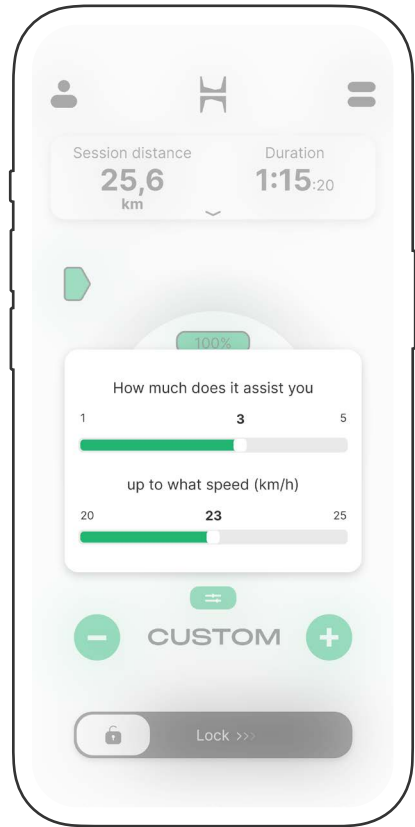 Session distance
Duration
25,6
1:15:20
km
100%
How much does it assist you
1 3 5
up to what speed (km/h)
20 23 25
CUSTOM
Lock >>>